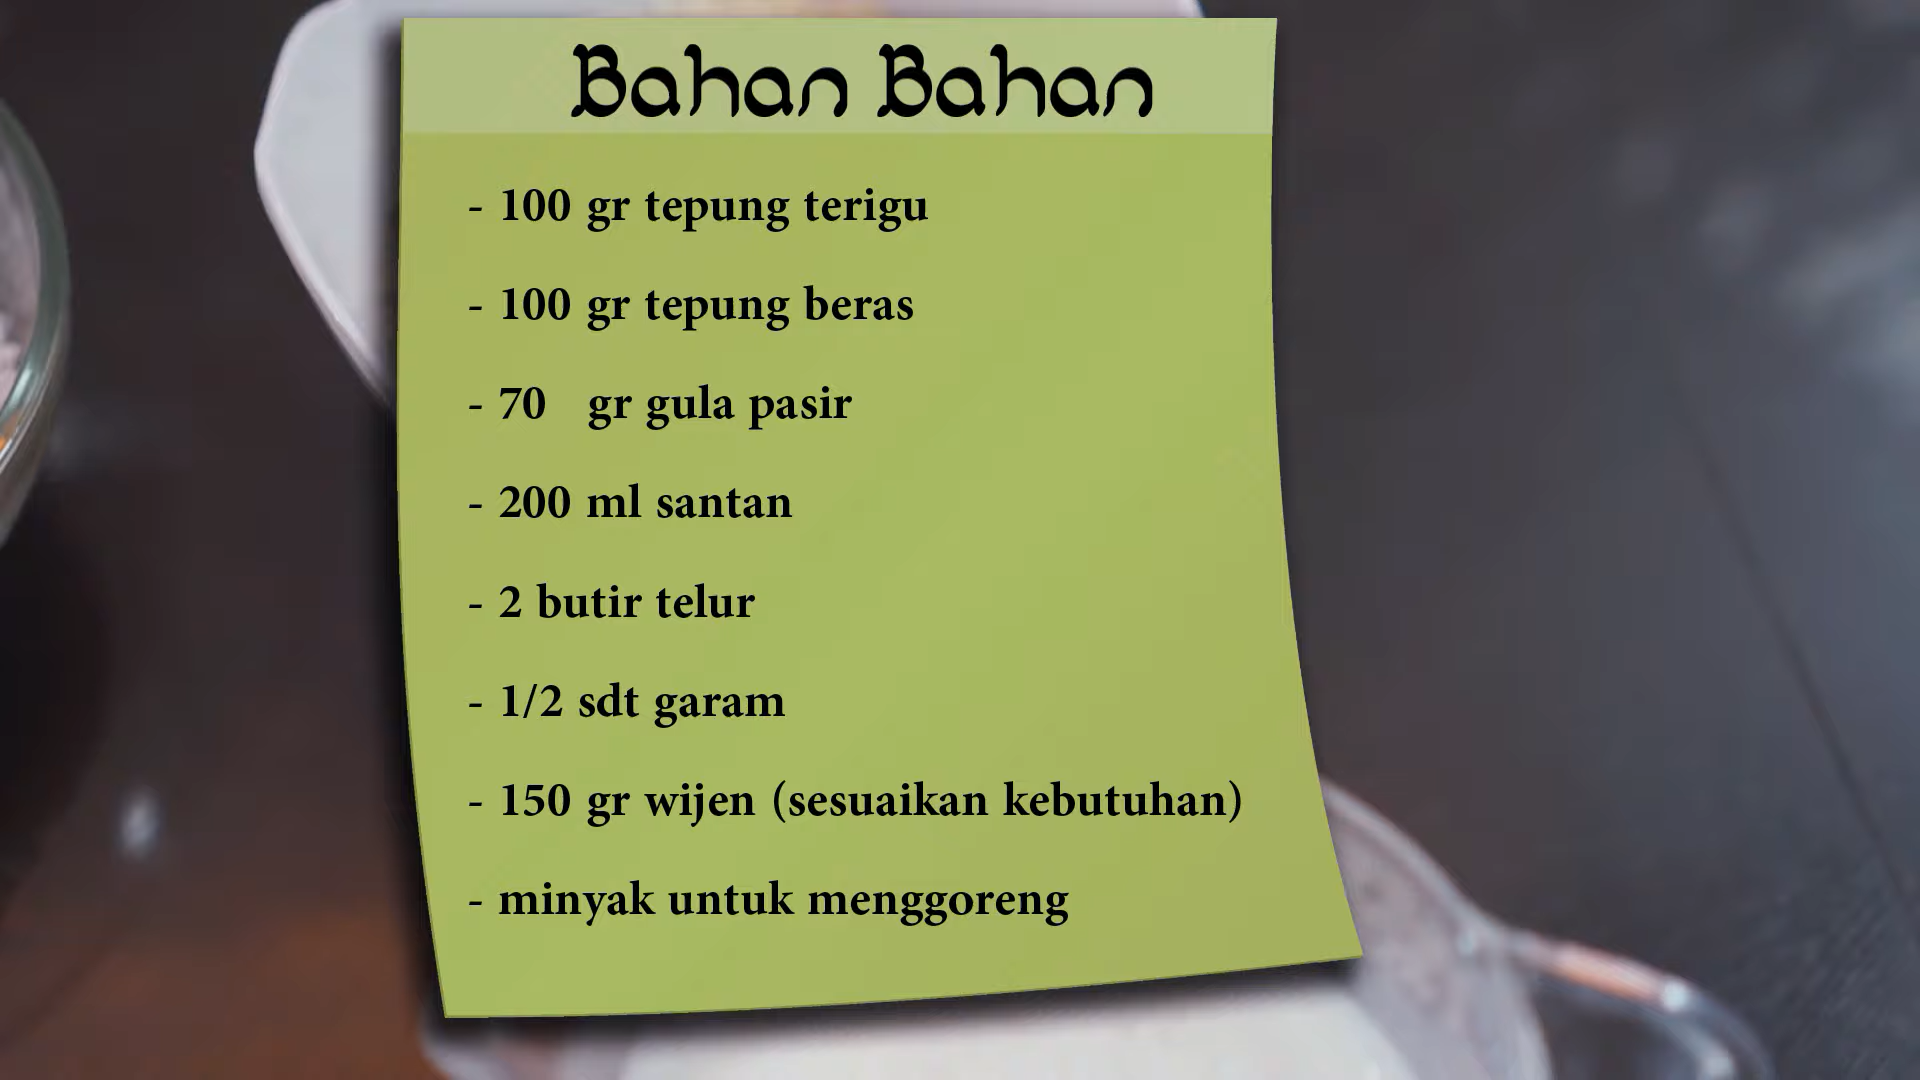 Bahan Bahan
- 100 gr tepung terigu
- 100 gr tepung beras
- 70 gr gula pasir
- 200 ml santan
- 2 butir telur
- 1/2 sdt garam
- 150 gr wijen (sesuaikan kebutuhan)
- minyak untuk menggoreng